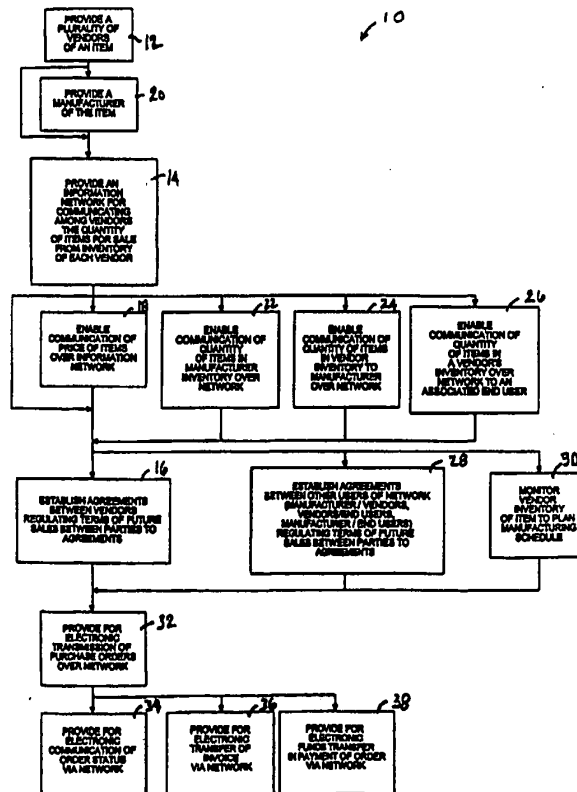 10
PROVIDE A
PLURALITY OF
VENDORS
OF AN ITEM
12
PROVIDE A
MANUFACTURER
OF THE ITEM
20
PROVIDE AN
INFORMATION
NETWORK FOR
COMMUNICATING
AMONG VENDORS
THE QUANTITY
OF ITEMS FOR SALE
FROM INVENTORY
OF EACH VENDOR
14
ENABLE
COMMUNICATION OF
PRICE OF ITEMS
OVER INFORMATION
NETWORK
18
ENABLE
COMMUNICATION OF
QUANTITY
OF ITEMS IN
MANUFACTURER
INVENTORY OVER
NETWORK
22
ENABLE
COMMUNICATION OF
QUANTITY OF ITEMS
IN VENDOR
INVENTORY TO
MANUFACTURER
OVER NETWORK
24
ENABLE
COMMUNICATION OF
QUANTITY
OF ITEMS IN
A VENDOR'S
INVENTORY OVER
NETWORK TO AN
ASSOCIATED END USER
26
ESTABLISH AGREEMENTS
BETWEEN VENDORS
REGULATING TERMS OF FUTURE
SALES BETWEEN PARTIES TO
AGREEMENTS
16
ESTABLISH AGREEMENTS
BETWEEN OTHER USERS OF NETWORK
(MANUFACTURER / VENDORS,
VENDORS/END USERS,
MANUFACTURER / END USERS)
REGULATING TERMS OF FUTURE
SALES BETWEEN PARTIES TO
AGREEMENTS
28
MONITOR
VENDOR
INVENTORY
OF ITEM TO PLAN
MANUFACTURING
SCHEDULE
30
PROVIDE FOR
ELECTRONIC
TRANSMISSION OF
PURCHASE ORDERS
OVER NETWORK
32
PROVIDE FOR
ELECTRONIC
COMMUNICATION OF
ORDER STATUS
VIA NETWORK
34
PROVIDE FOR
ELECTRONIC
TRANSFER OF
INVOICE
VIA NETWORK
36
PROVIDE FOR
ELECTRONIC
FUNDS TRANSFER
IN PAYMENT OF ORDER
VIA NETWORK
38